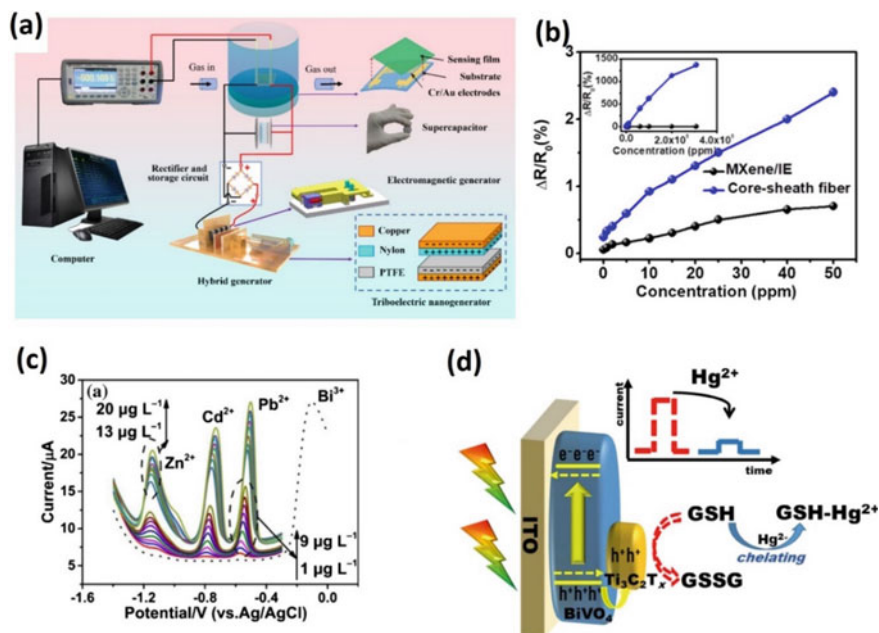 (a)
Gas in
Gas out
Sensing film
Substrate
Cr/Au electrodes
Supercapacitor
Rectifier and
storage circuit
Electromagnetic generator
Computer
Hybrid generator
Copper
Nylon
PTFE
Triboelectric nanogenerator
(b)
ΔR/R0(%)
3
2
1
0
1500
1000
500
0
ΔR/R0(%)
0.0
2.0x10
4.0x10
Concentration (ppm)
MXene/IE
Core-sheath fiber
0 10 20 30 40 50
Concentration (ppm)
(c)
(a)
Current/μA
30
25
20
15
10
5
20 μg L⁻¹
13 μg L⁻¹
Zn²⁺
Cd²⁺
Pb²⁺
Bi³⁺
9 μg L⁻¹
1 μg L⁻¹
-1.6 -1.2 -0.8 -0.4 0.0
Potential/V (vs.Ag/AgCl)
(d)
ITO
e⁻e⁻e⁻
h⁺h⁺
h⁺h⁺h⁺
BiVO₄
Ti₃C₂Tₓ
current
Hg²⁺
time
GSH
GSH-Hg²⁺
Hg²⁻
chelating
GSSG